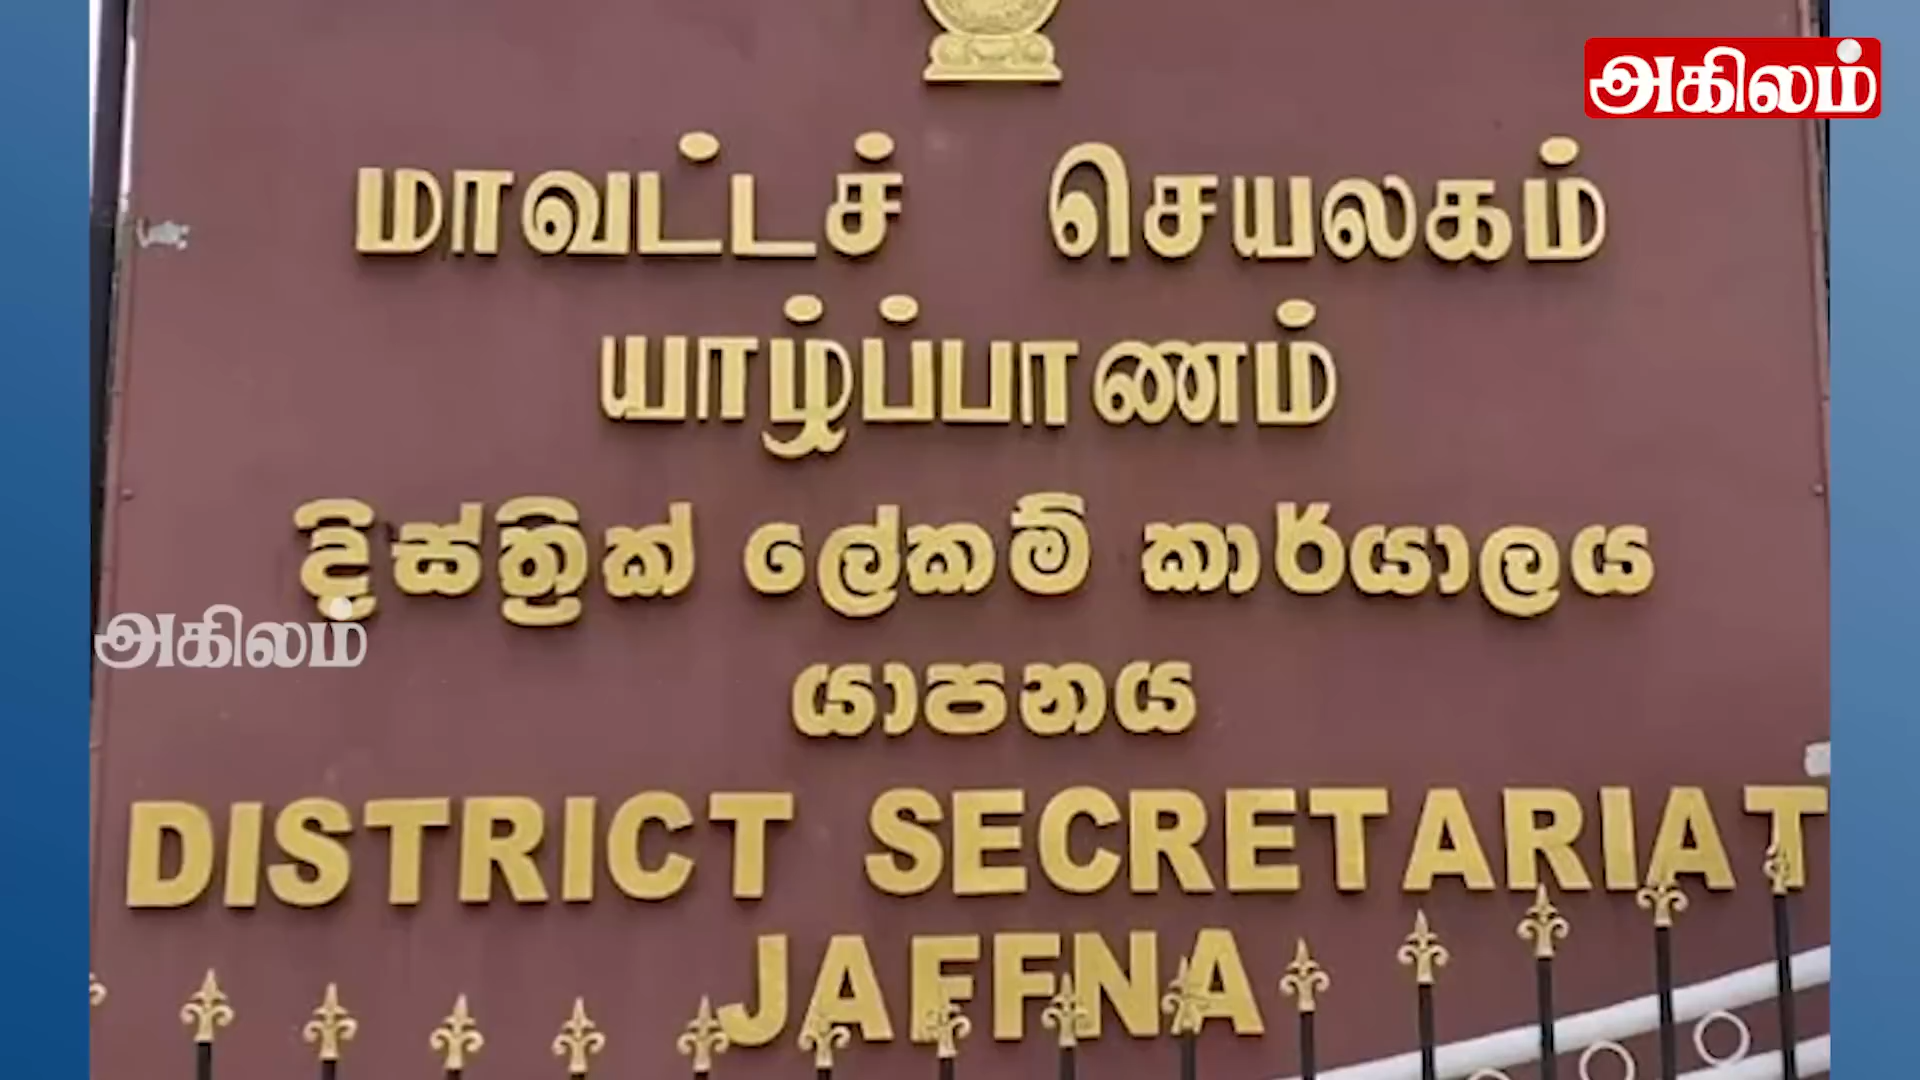 அகிலம்
மாவட்டச் செயலகம்
யாழ்ப்பாணம்
දිස්ත්‍රික් ලේකම් කාර්යාලය
அகிலம்
යාපනය
DISTRICT SECRETARIAT
JAFFNA